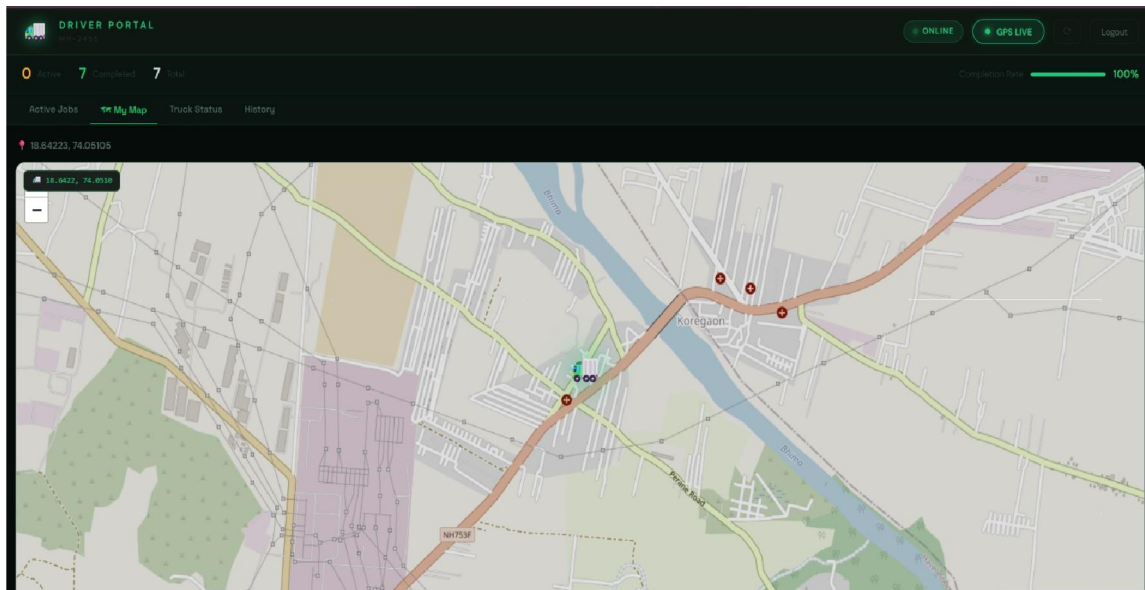 DRIVER PORTAL
ONLINE
GPS LIVE
Logout
0 Active 7 Completed 7 Total
Completion Rate 100%
Active Jobs
My Map
Truck Status
History
18.64223, 74.05105
18.6422, 74.0510
−
Bhima
Koregaon
Bhima
Perane Road
NH753F